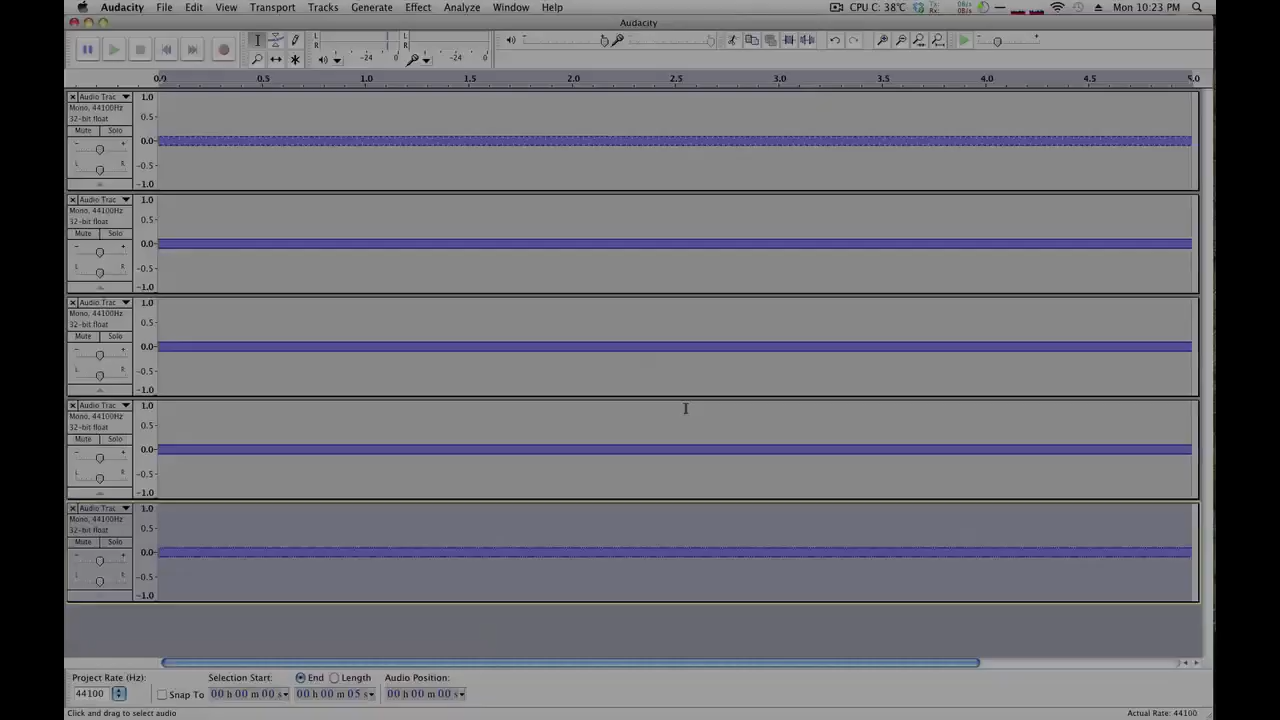 Audacity File Edit View Transport Tracks Generate Effect Analyze Window Help CPU C: 38°C Tx: Rx: 0B/s 0B/s Mon 10:23 PM
Audacity
L R -24 0 L R -24 0
0.0 0.5 1.0 1.5 2.0 2.5 3.0 3.5 4.0 4.5 5.0
Audio Trac 1.0
Mono, 44100Hz
32-bit float 0.5
Mute Solo
- + 0.0
L R -0.5
-1.0
Audio Trac 1.0
Mono, 44100Hz
32-bit float 0.5
Mute Solo
- + 0.0
L R -0.5
-1.0
Audio Trac 1.0
Mono, 44100Hz
32-bit float 0.5
Mute Solo
- + 0.0
L R -0.5
-1.0
Audio Trac 1.0
Mono, 44100Hz
32-bit float 0.5
Mute Solo
- + 0.0
L R -0.5
-1.0
Audio Trac 1.0
Mono, 44100Hz
32-bit float 0.5
Mute Solo
- + 0.0
L R -0.5
-1.0
Project Rate (Hz): Selection Start: End Length Audio Position:
44100 Snap To 00 h 00 m 00 s 00 h 00 m 05 s 00 h 00 m 00 s
Click and drag to select audio Actual Rate: 44100